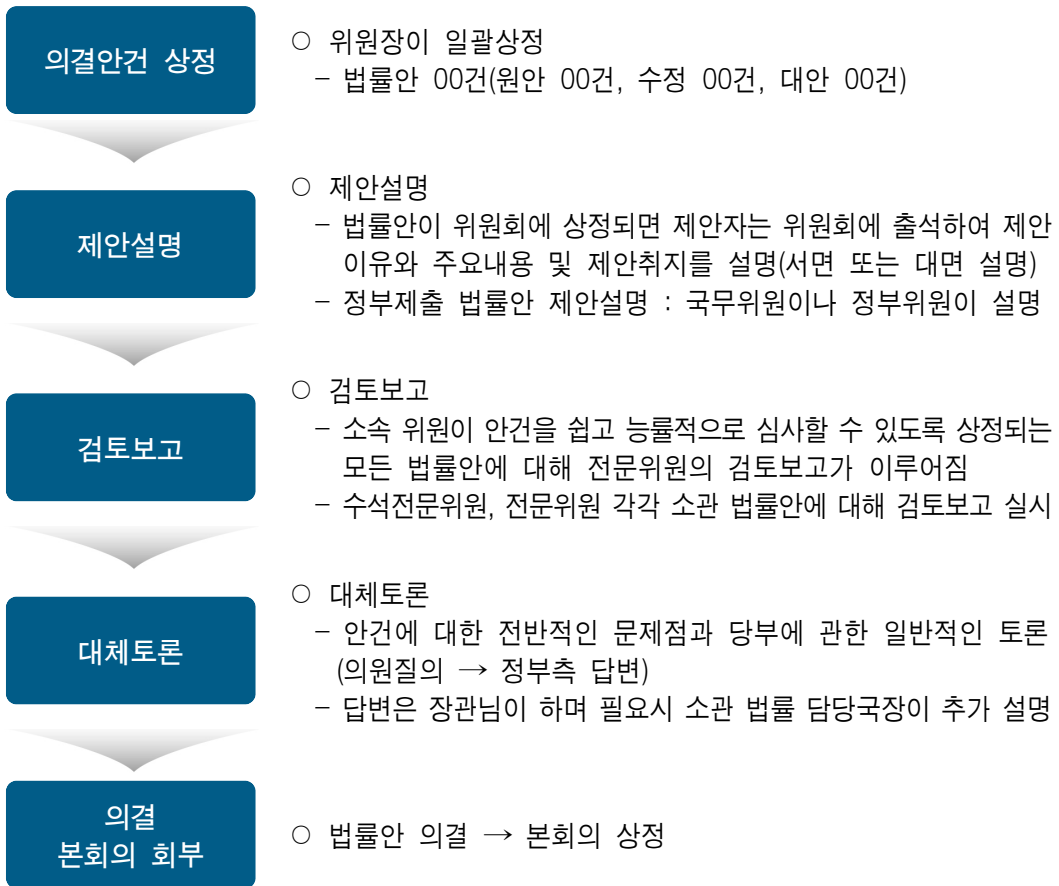 의결안건 상정
○ 위원장이 일괄상정
- 법률안 00건(원안 00건, 수정 00건, 대안 00건)
제안설명
○ 제안설명
- 법률안이 위원회에 상정되면 제안자는 위원회에 출석하여 제안
이유와 주요내용 및 제안취지를 설명(서면 또는 대면 설명)
- 정부제출 법률안 제안설명 : 국무위원이나 정부위원이 설명
검토보고
○ 검토보고
- 소속 위원이 안건을 쉽고 능률적으로 심사할 수 있도록 상정되는
모든 법률안에 대해 전문위원의 검토보고가 이루어짐
- 수석전문위원, 전문위원 각각 소관 법률안에 대해 검토보고 실시
대체토론
○ 대체토론
- 안건에 대한 전반적인 문제점과 당부에 관한 일반적인 토론
(의원질의 → 정부측 답변)
- 답변은 장관님이 하며 필요시 소관 법률 담당국장이 추가 설명
의결
본회의 회부
○ 법률안 의결 → 본회의 상정